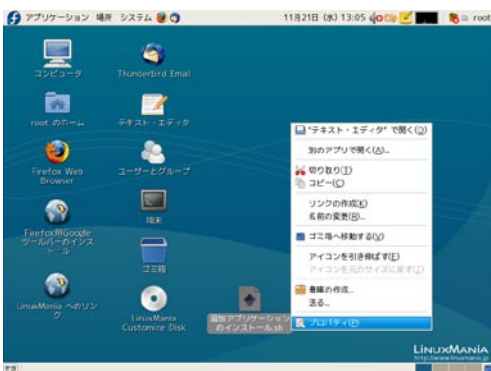 アプリケーション 場所 システム
11月21日 (水) 13:05
root
コンピュータ
Thunderbird Email
root のホーム
テキスト・エディタ
Firefox Web
Browser
ユーザーとグループ
Firefox用Google
ツールバーのインス
トール
端末
ゴミ箱
LinuxMania へのリン
ク
LinuxMania
Customize Disk
追加アプリケーション
のインストール.sh
"テキスト・エディタ" で開く(O)
別のアプリで開く(A)...
切り取り(T)
コピー(C)
リンクの作成(K)
名前の変更(R)...
ゴミ箱へ移動する(V)
アイコンを引き伸ばす(E)
アイコンを元のサイズに戻す(Z)
書庫の作成...
送る...
プロパティ(P)
LINUXMANIA